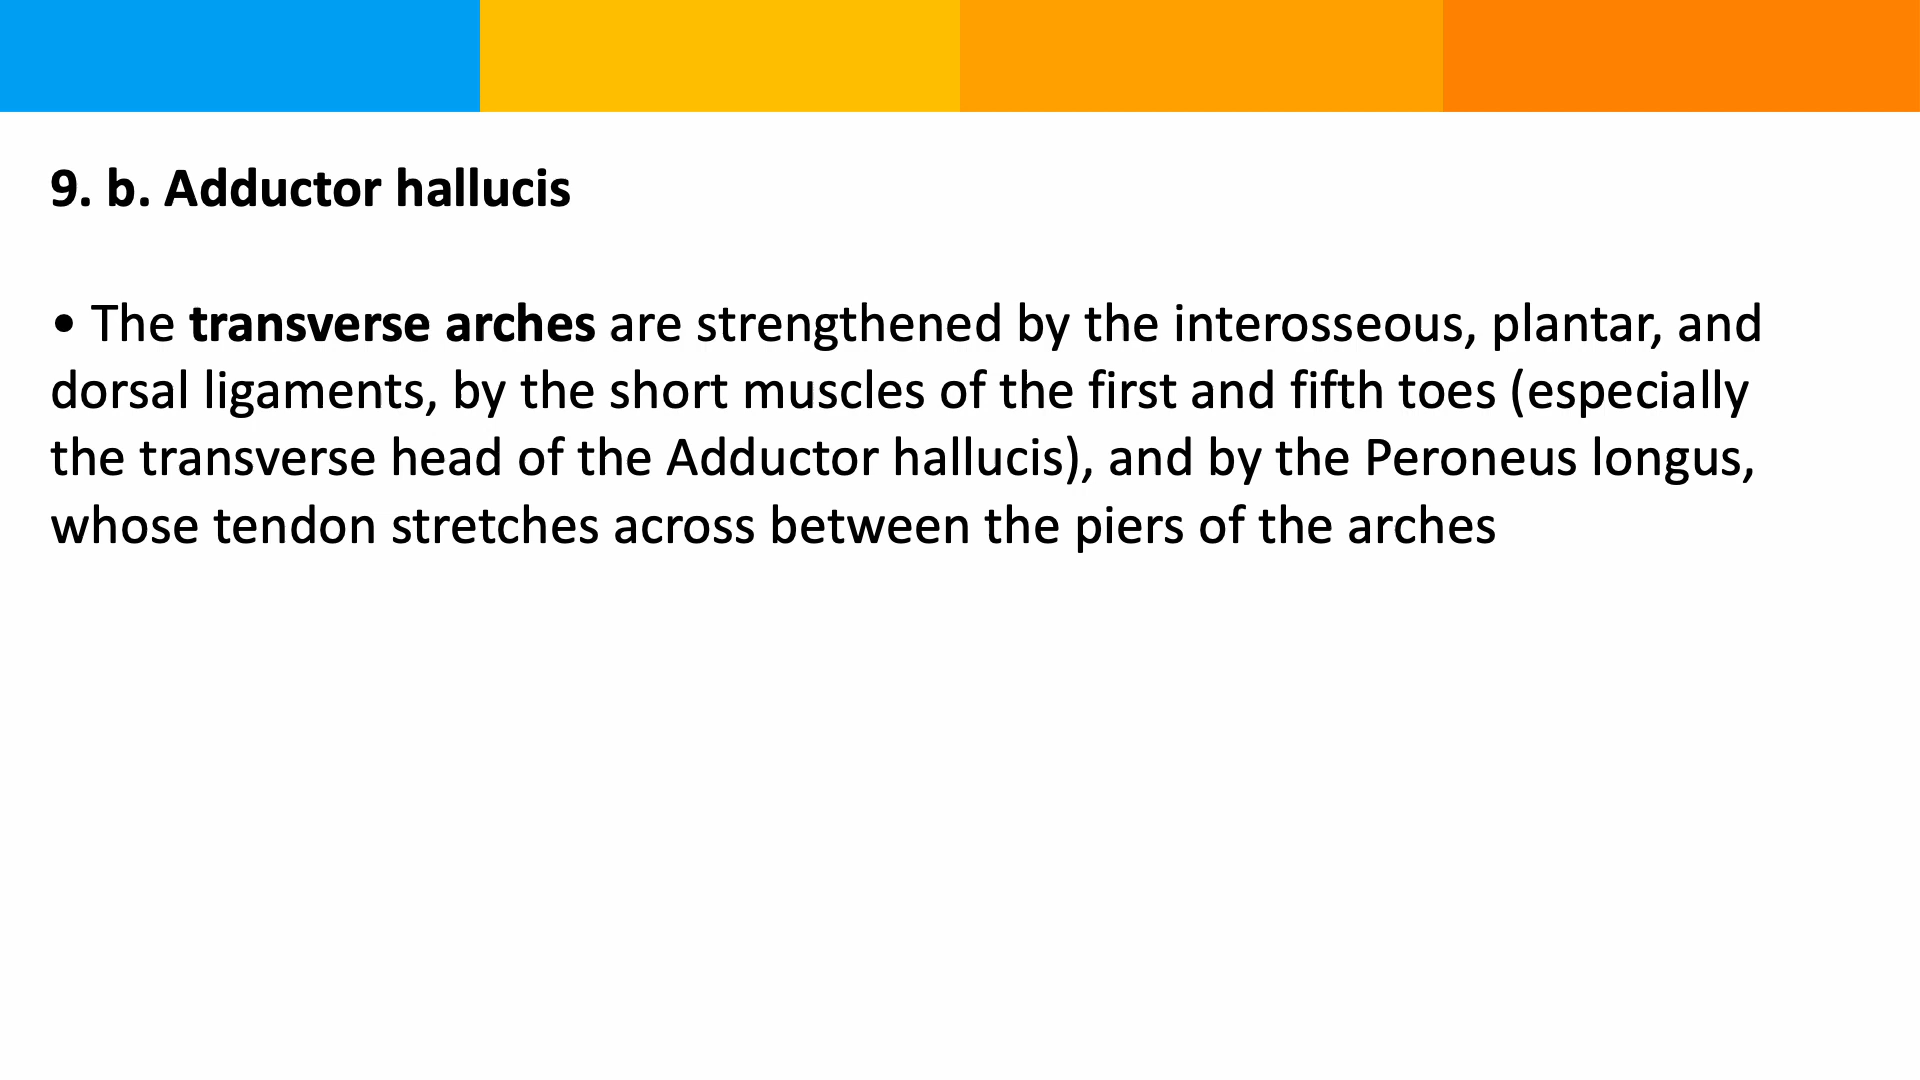 9. b. Adductor hallucis
• The transverse arches are strengthened by the interosseous, plantar, and
dorsal ligaments, by the short muscles of the first and fifth toes (especially
the transverse head of the Adductor hallucis), and by the Peroneus longus,
whose tendon stretches across between the piers of the arches